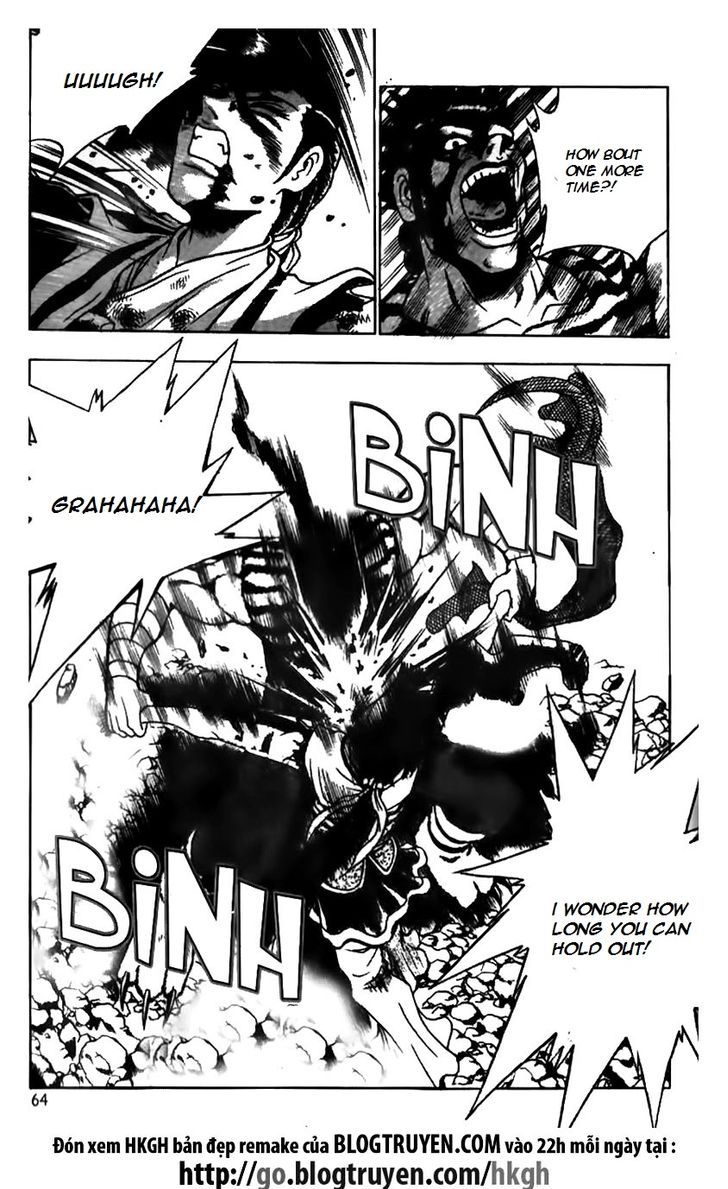 UUUUGH!
HOW BOUT
ONE MORE
TIME?!
BiNH
GRAHAHAHA!
BiNH
I WONDER HOW
LONG YOU CAN
HOLD OUT!
64
Đón xem HKGH bản đẹp remake của BLOGTRUYEN.COM vào 22h mỗi ngày tại :
http://go.blogtruyen.com/hkgh